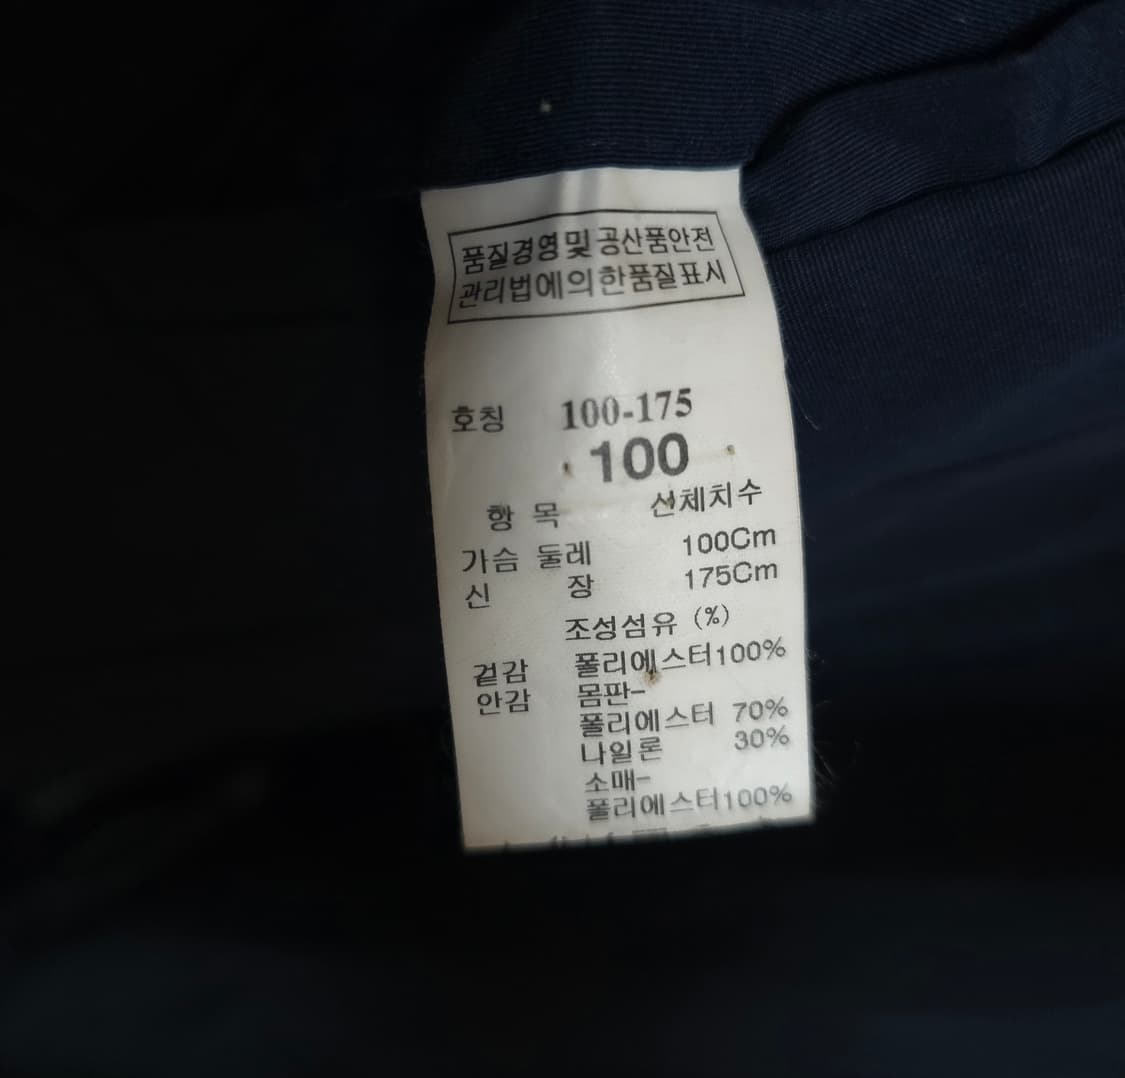 품질경영및 공산품안전
관리법에의한품질표시
호칭 100-175
100
항 목 신체치수
가슴 둘레 100Cm
신 장 175Cm
조성섬유 (%)
겉감 폴리에스터100%
안감 몸판-
폴리에스터 70%
나일론 30%
소매-
폴리에스터100%